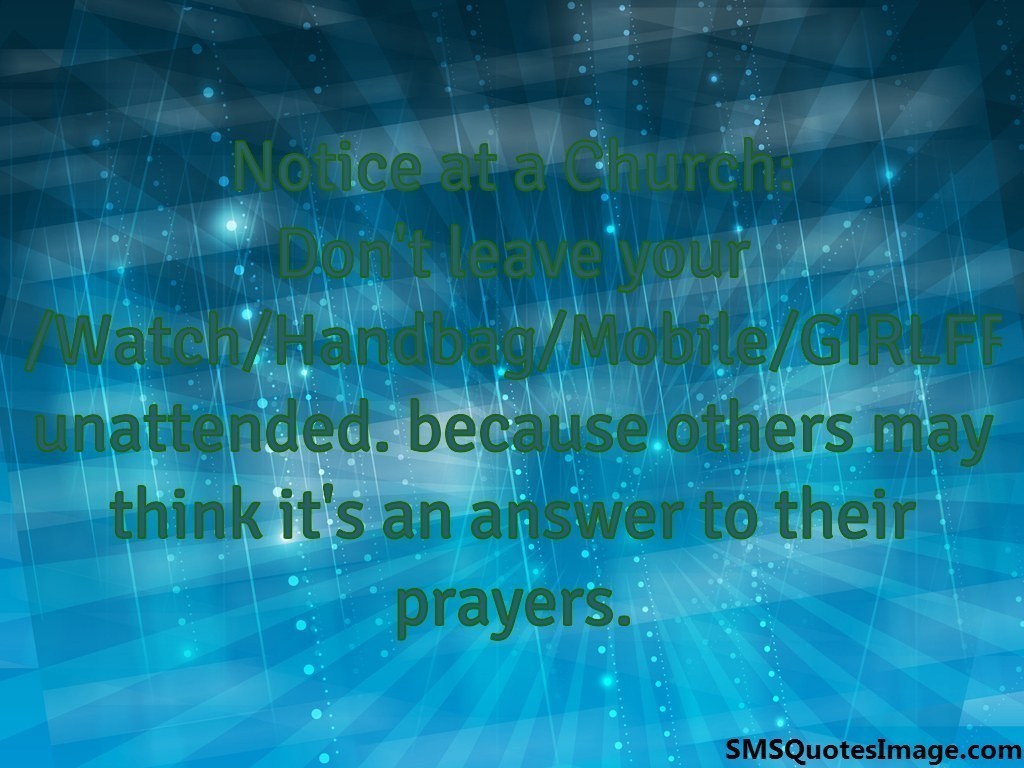 Notice at a Church:
Don't leave your
/Watch/Handbag/Mobile/GIRLFF
unattended. because others may
think it's an answer to their
prayers.
SMSQuotesImage.com